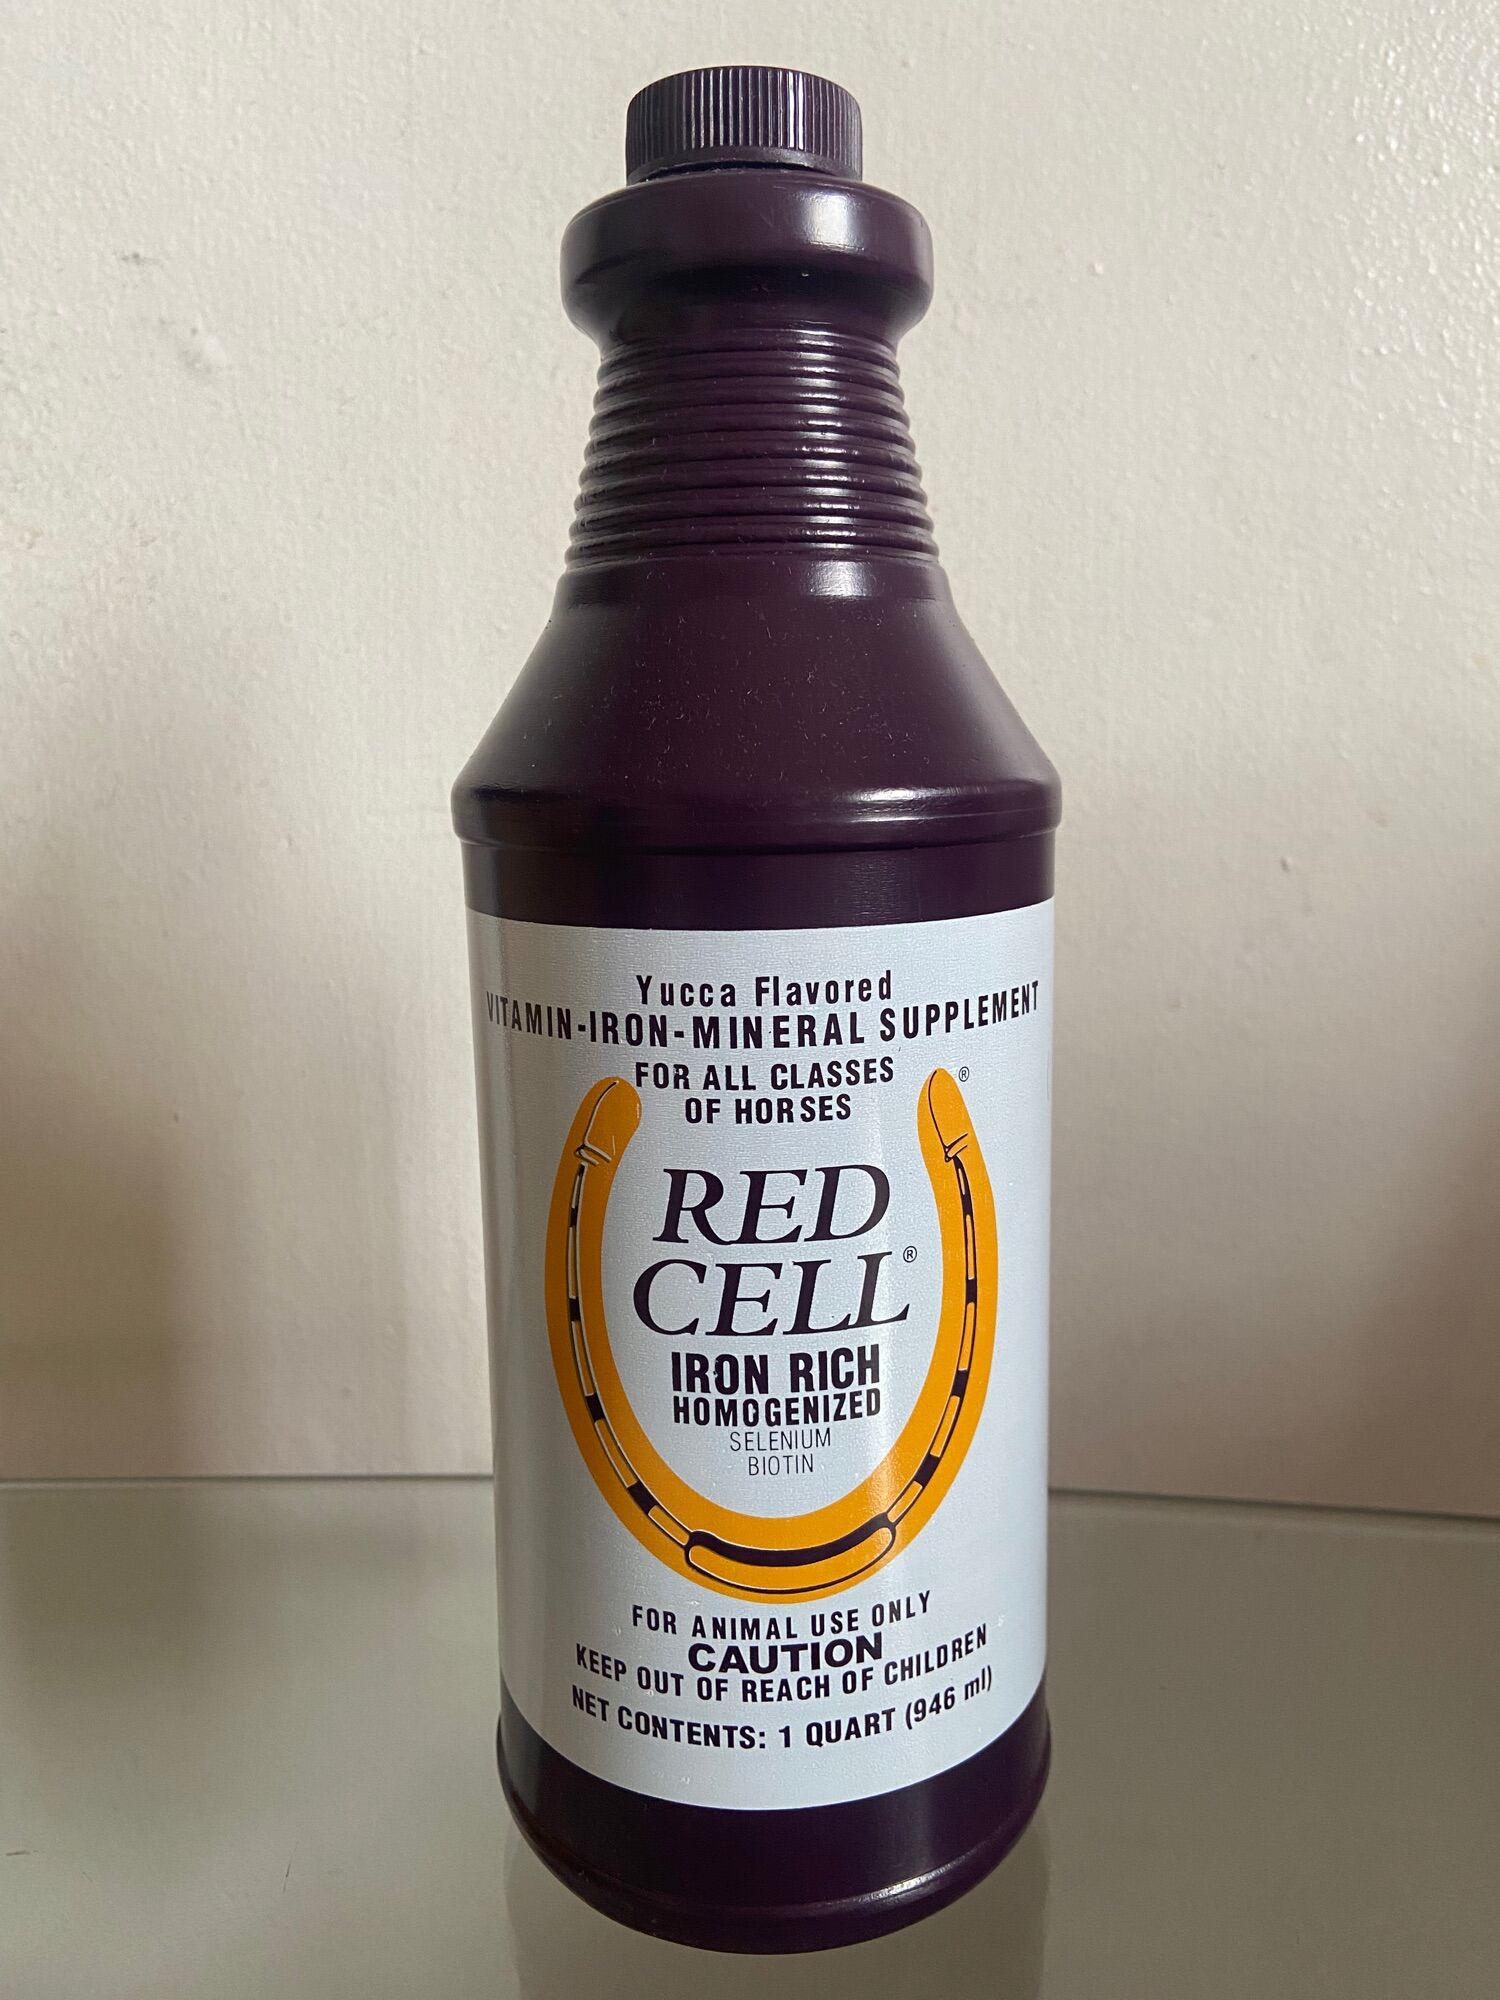 Yucca Flavored
VITAMIN-IRON-MINERAL SUPPLEMENT
FOR ALL CLASSES
OF HORSES
®
RED
CELL®
IRON RICH
HOMOGENIZED
SELENIUM
BIOTIN
FOR ANIMAL USE ONLY
CAUTION
KEEP OUT OF REACH OF CHILDREN
NET CONTENTS: 1 QUART (946 ml)